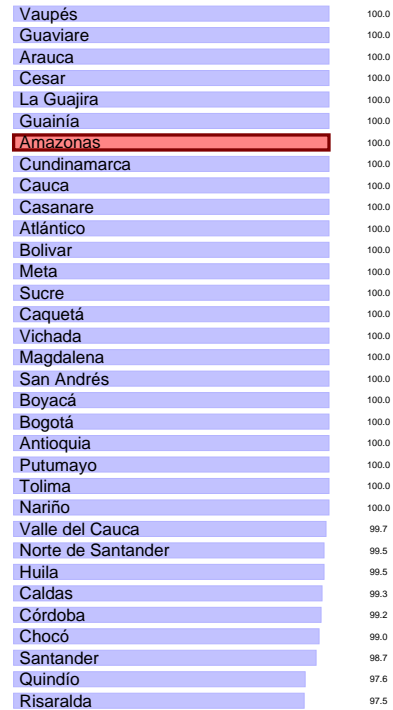 Vaupés 100.0
Guaviare 100.0
Arauca 100.0
Cesar 100.0
La Guajira 100.0
Guainía 100.0
Amazonas 100.0
Cundinamarca 100.0
Cauca 100.0
Casanare 100.0
Atlántico 100.0
Bolivar 100.0
Meta 100.0
Sucre 100.0
Caquetá 100.0
Vichada 100.0
Magdalena 100.0
San Andrés 100.0
Boyacá 100.0
Bogotá 100.0
Antioquia 100.0
Putumayo 100.0
Tolima 100.0
Nariño 100.0
Valle del Cauca 99.7
Norte de Santander 99.5
Huila 99.5
Caldas 99.3
Córdoba 99.2
Chocó 99.0
Santander 98.7
Quindío 97.6
Risaralda 97.5